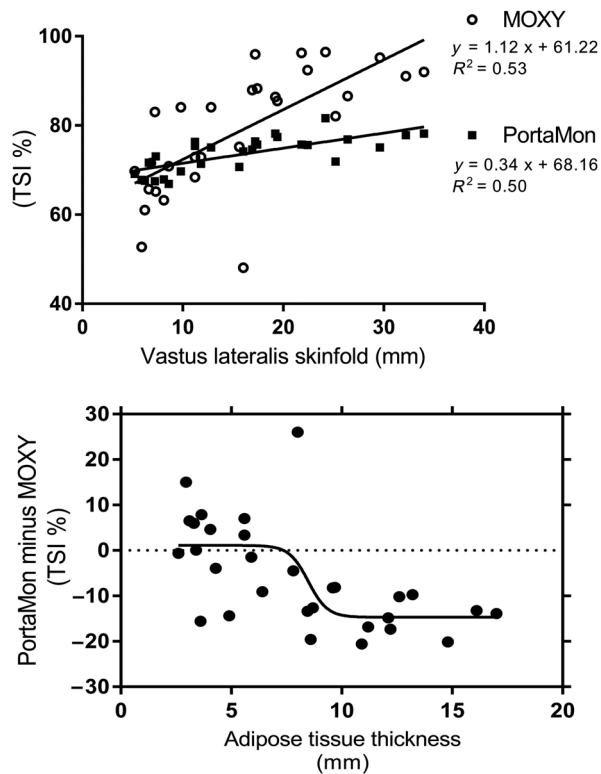 MOXY
y = 1.12 x + 61.22
R² = 0.53
PortaMon
y = 0.34 x + 68.16
R² = 0.50
(TSI %)
100
80
60
40
0 10 20 30 40
Vastus lateralis skinfold (mm)
PortaMon minus MOXY
(TSI %)
30
20
10
0
−10
−20
−30
0 5 10 15 20
Adipose tissue thickness
(mm)